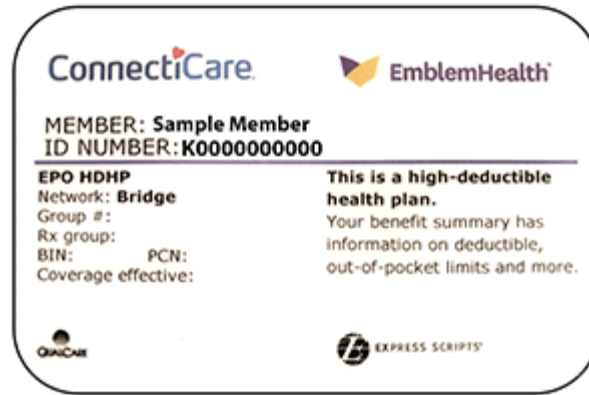 ConnectiCare.
EmblemHealth
MEMBER: Sample Member
ID NUMBER: K0000000000
EPO HDHP
Network: Bridge
Group #:
Rx group:
BIN: PCN:
Coverage effective:
This is a high-deductible
health plan.
Your benefit summary has
information on deductible,
out-of-pocket limits and more.
QUALCARE
EXPRESS SCRIPTS®